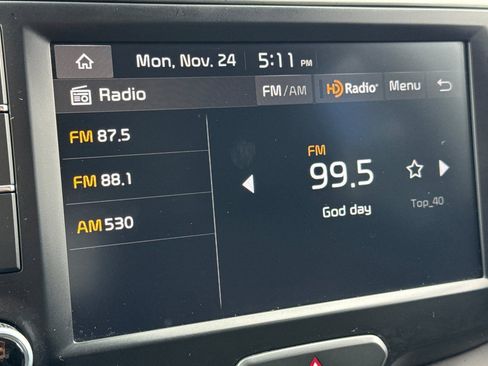 Mon, Nov. 24 5:11 PM
Radio FM/AM HD Radio® Menu
FM 87.5
FM 88.1
AM 530
FM
99.5
God day
Top_40